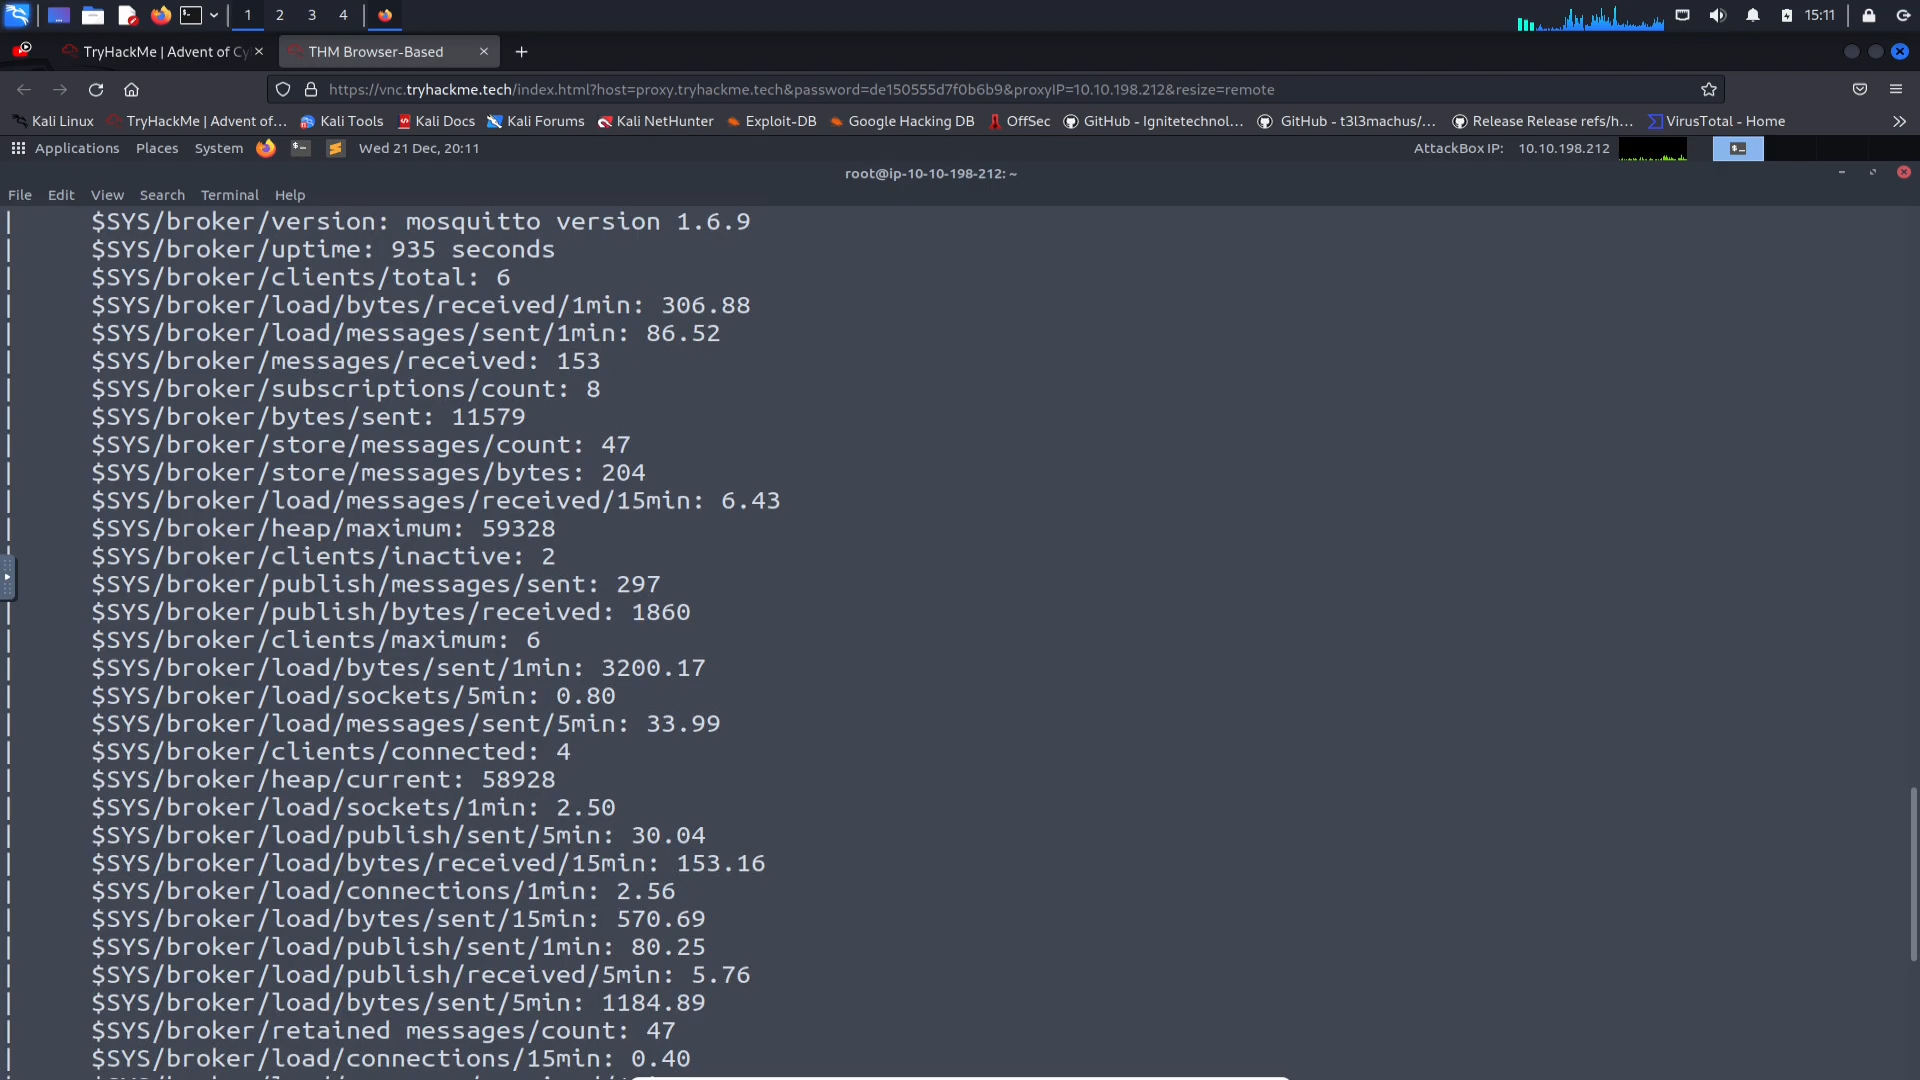 1 2 3 4 15:11
TryHackMe | Advent of Cy
THM Browser-Based
https://vnc.tryhackme.tech/index.html?host=proxy.tryhackme.tech&password=de150555d7f0b6b9&proxyIP=10.10.198.212&resize=remote
Kali Linux TryHackMe | Advent of... Kali Tools Kali Docs Kali Forums Kali NetHunter Exploit-DB Google Hacking DB OffSec GitHub - Ignitetechnol... GitHub - t3l3machus/... Release Release refs/h... VirusTotal - Home
Applications Places System Wed 21 Dec, 20:11 AttackBox IP: 10.10.198.212
root@ip-10-10-198-212: ~
File Edit View Search Terminal Help
| $SYS/broker/version: mosquitto version 1.6.9
| $SYS/broker/uptime: 935 seconds
| $SYS/broker/clients/total: 6
| $SYS/broker/load/bytes/received/1min: 306.88
| $SYS/broker/load/messages/sent/1min: 86.52
| $SYS/broker/messages/received: 153
| $SYS/broker/subscriptions/count: 8
| $SYS/broker/bytes/sent: 11579
| $SYS/broker/store/messages/count: 47
| $SYS/broker/store/messages/bytes: 204
| $SYS/broker/load/messages/received/15min: 6.43
| $SYS/broker/heap/maximum: 59328
| $SYS/broker/clients/inactive: 2
| $SYS/broker/publish/messages/sent: 297
| $SYS/broker/publish/bytes/received: 1860
| $SYS/broker/clients/maximum: 6
| $SYS/broker/load/bytes/sent/1min: 3200.17
| $SYS/broker/load/sockets/5min: 0.80
| $SYS/broker/load/messages/sent/5min: 33.99
| $SYS/broker/clients/connected: 4
| $SYS/broker/heap/current: 58928
| $SYS/broker/load/sockets/1min: 2.50
| $SYS/broker/load/publish/sent/5min: 30.04
| $SYS/broker/load/bytes/received/15min: 153.16
| $SYS/broker/load/connections/1min: 2.56
| $SYS/broker/load/bytes/sent/15min: 570.69
| $SYS/broker/load/publish/sent/1min: 80.25
| $SYS/broker/load/publish/received/5min: 5.76
| $SYS/broker/load/bytes/sent/5min: 1184.89
| $SYS/broker/retained messages/count: 47
| $SYS/broker/load/connections/15min: 0.40